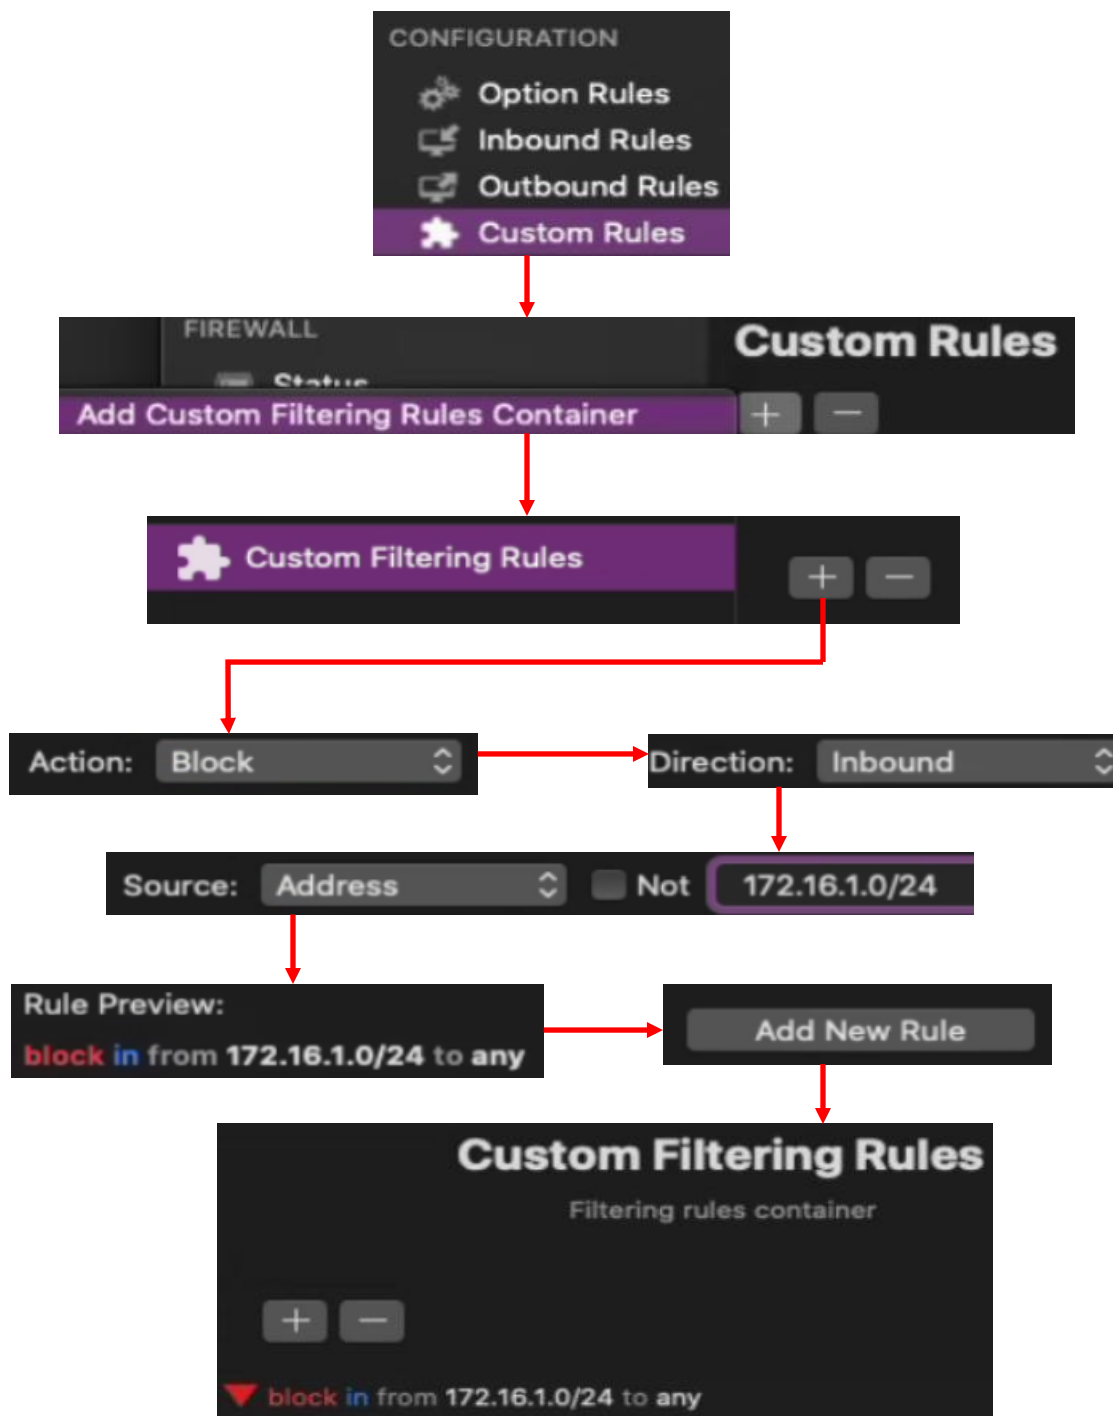 CONFIGURATION
Option Rules
Inbound Rules
Outbound Rules
Custom Rules
FIREWALL
Custom Rules
Status
Add Custom Filtering Rules Container
Custom Filtering Rules
Action: Block
Direction: Inbound
Source: Address Not 172.16.1.0/24
Rule Preview:
block in from 172.16.1.0/24 to any
Add New Rule
Custom Filtering Rules
Filtering rules container
block in from 172.16.1.0/24 to any